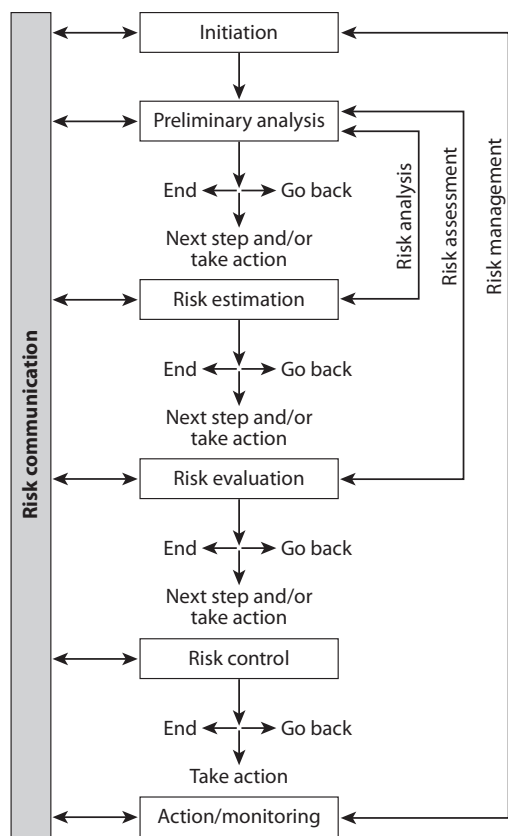 Risk communication
Initiation
Preliminary analysis
End
Go back
Next step and/or
take action
Risk estimation
End
Go back
Next step and/or
take action
Risk evaluation
End
Go back
Next step and/or
take action
Risk control
End
Go back
Take action
Action/monitoring
Risk analysis
Risk assessment
Risk management